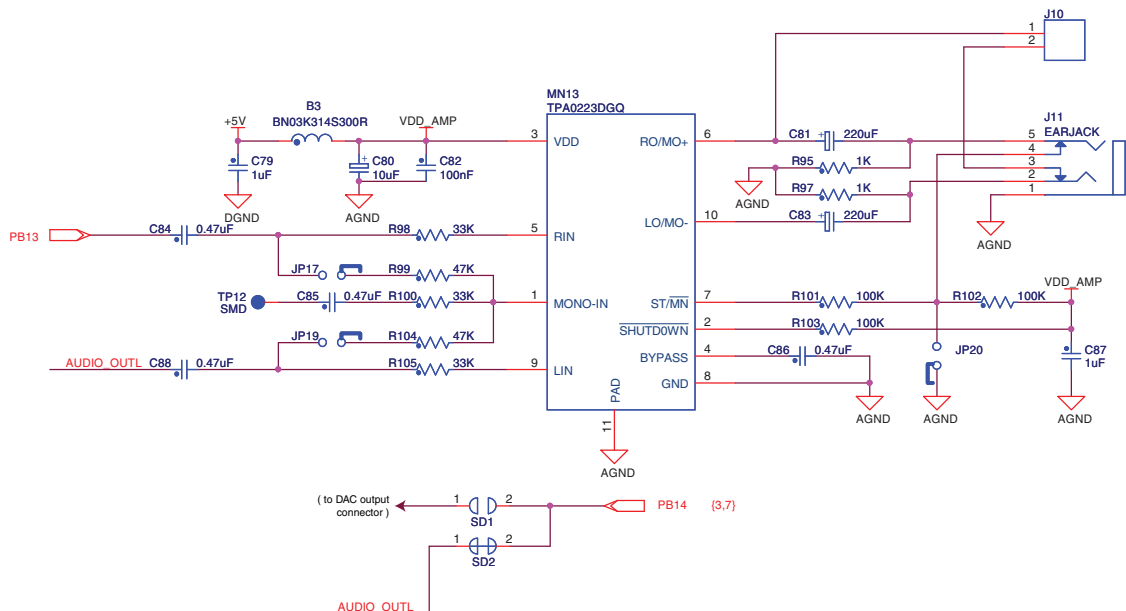 J10
1
2
MN13
TPA0223DGQ
B3
BN03K314S300R
+5V
VDD_AMP
3
VDD
RO/MO+
6
C81
+
220uF
J11
EARJACK
5
4
3
2
1
C79
1uF
+
C80
10uF
C82
100nF
R95
1K
R97
1K
AGND
DGND
AGND
LO/MO-
10
C83
+
220uF
AGND
PB13
C84
0.47uF
R98
33K
5
RIN
JP17
R99
47K
TP12
SMD
C85
0.47uF
R100
33K
1
MONO-IN
ST/MN
7
R101
100K
R102
100K
VDD_AMP
SHUTD0WN
2
R103
100K
JP19
R104
47K
AUDIO_OUTL
C88
0.47uF
R105
33K
9
LIN
BYPASS
4
C86
0.47uF
JP20
C87
1uF
GND
8
PAD
11
AGND
AGND
AGND
AGND
( to DAC output
connector )
1
2
SD1
PB14
{3,7}
1
2
SD2
AUDIO_OUTL